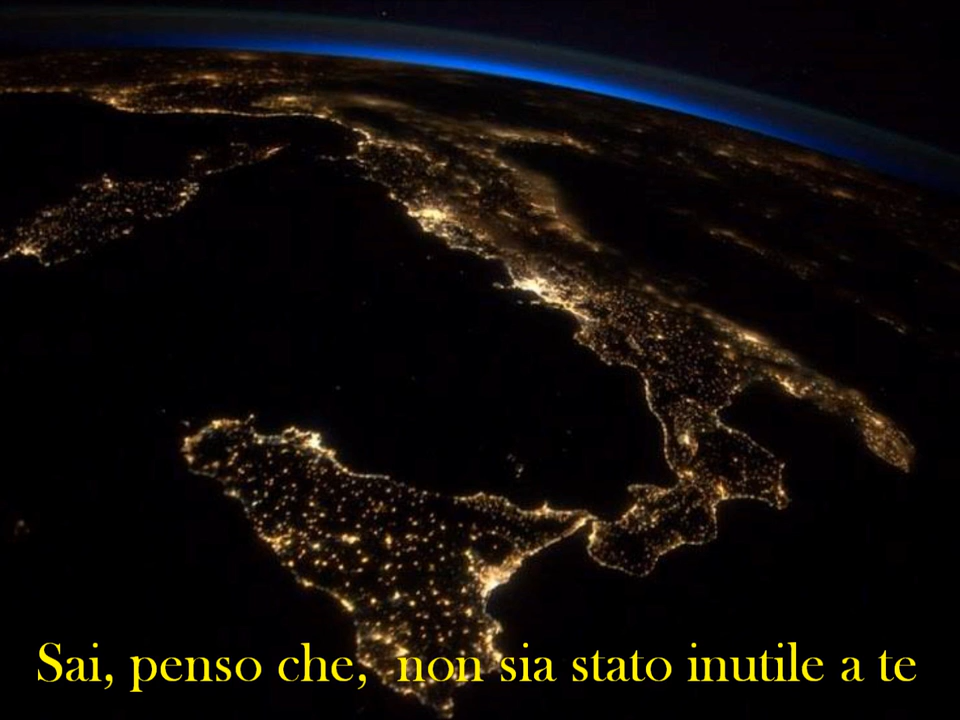 Sai, penso che,  non sia stato inutile a te